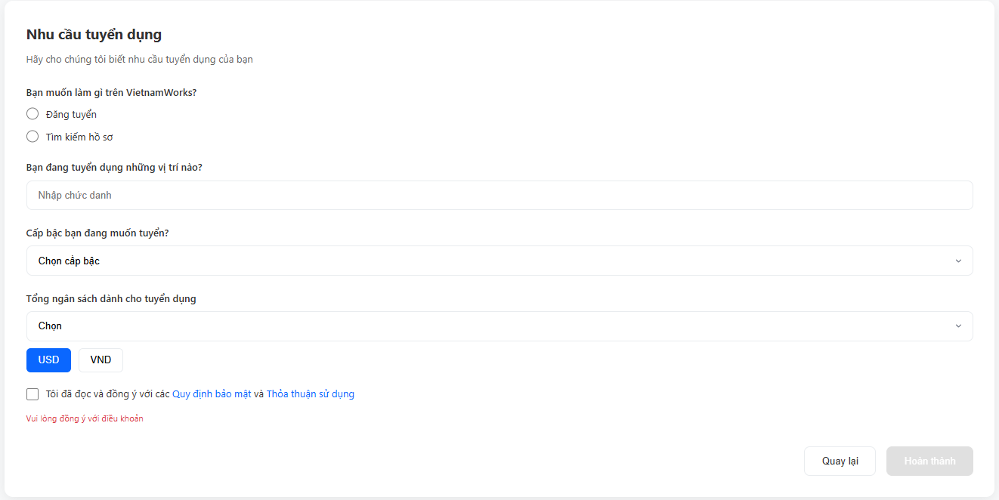 Nhu cầu tuyển dụng
Hãy cho chúng tôi biết nhu cầu tuyển dụng của bạn
Bạn muốn làm gì trên VietnamWorks?
Đăng tuyển
Tìm kiếm hồ sơ
Bạn đang tuyển dụng những vị trí nào?
Nhập chức danh
Cấp bậc bạn đang muốn tuyển?
Chọn cấp bậc
Tổng ngân sách dành cho tuyển dụng
Chọn
USD VND
Tôi đã đọc và đồng ý với các Quy định bảo mật và Thỏa thuận sử dụng
Vui lòng đồng ý với điều khoản
Quay lại Hoàn thành